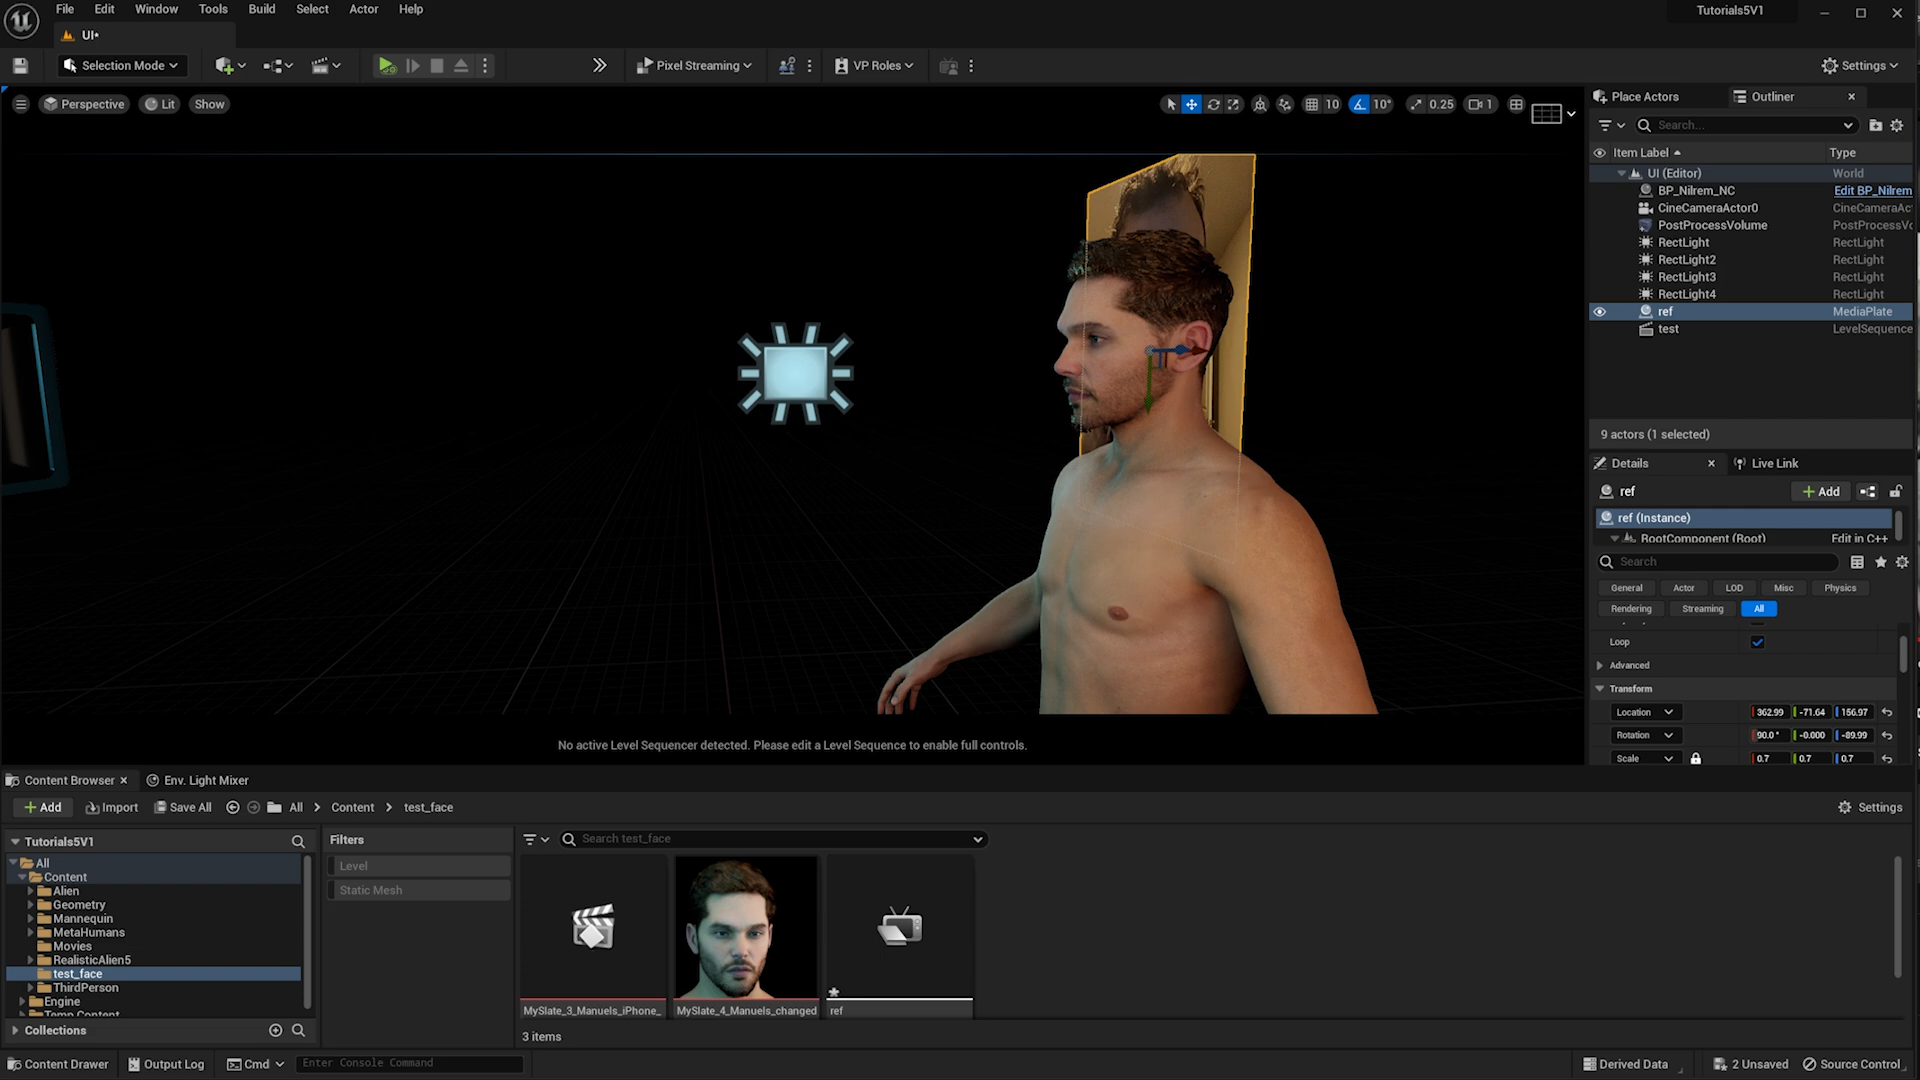 File Edit Window Tools Build Select Actor Help
Tutorials5V1
UI•
Selection Mode
Pixel Streaming
VP Roles
Settings
Perspective Lit Show
10 10° 0.25 1
Place Actors Outliner
Search...
Item Label Type
UI (Editor) World
BP_Nilrem_NC Edit BP_Nilrem
CineCameraActor0 CineCameraAc
PostProcessVolume PostProcessVo
RectLight RectLight
RectLight2 RectLight
RectLight3 RectLight
RectLight4 RectLight
ref MediaPlate
test LevelSequence
9 actors (1 selected)
Details Live Link
ref
Add
ref (Instance)
RootComponent (Root) Edit in C++
Search
General Actor LOD Misc Physics
Rendering Streaming All
Loop
Advanced
Transform
Location 362.99 -71.64 156.97
Rotation 90.0° -0.000 -89.99
Scale 0.7 0.7 0.7
No active Level Sequencer detected. Please edit a Level Sequence to enable full controls.
Content Browser Env. Light Mixer
Add Import Save All All Content test_face
Settings
Tutorials5V1
All
Content
Alien
Geometry
Mannequin
MetaHumans
Movies
RealisticAlien5
test_face
ThirdPerson
Engine
Temp Content
Collections
Filters
Level
Static Mesh
Search test_face
MySlate_3_Manuels_iPhone_
MySlate_4_Manuels_changed
ref
3 items
Content Drawer Output Log Cmd Enter Console Command
Derived Data 2 Unsaved Source Control